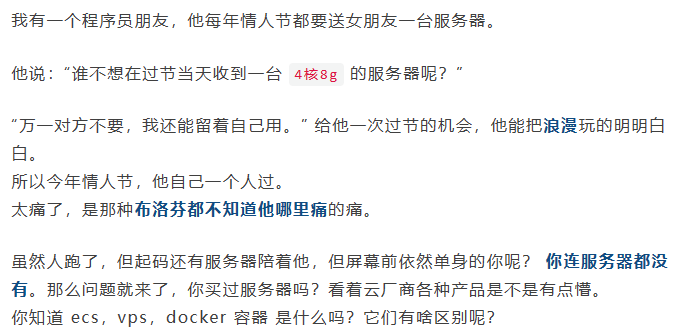 我有一个程序员朋友，他每年情人节都要送女朋友一台服务器。
他说：“谁不想在过节当天收到一台 4核8g 的服务器呢？”
“万一对方不要，我还能留着自己用。” 给他一次过节的机会，他能把浪漫玩的明明白
白。
所以今年情人节，他自己一个人过。
太痛了，是那种布洛芬都不知道他哪里痛的痛。
虽然人跑了，但起码还有服务器陪着他，但屏幕前依然单身的你呢？ 你连服务器都没
有。那么问题就来了，你买过服务器吗？看着云厂商各种产品是不是有点懵。
你知道 ecs，vps，docker 容器 是什么吗？它们有啥区别呢？